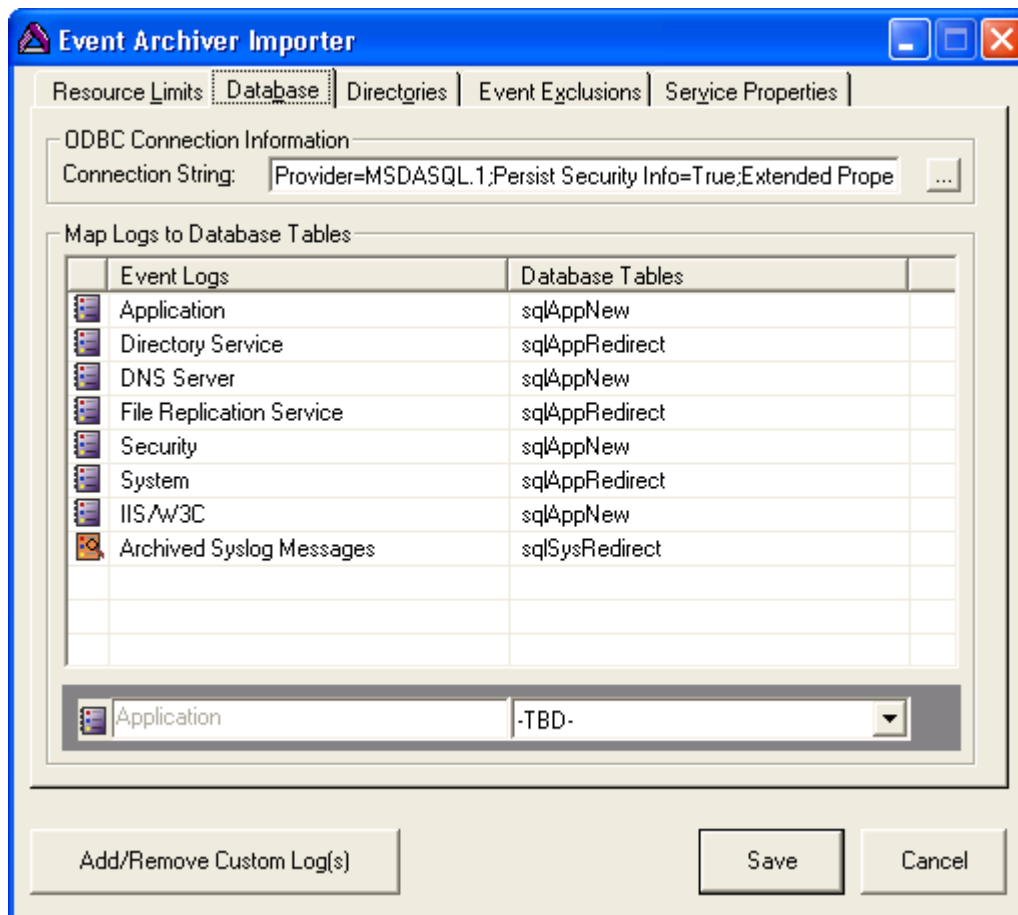 Event Archiver Importer
Resource Limits Database Directories Event Exclusions Service Properties
ODBC Connection Information
Connection String: Provider=MSDASQL.1;Persist Security Info=True;Extended Prope ...
Map Logs to Database Tables
Event Logs Database Tables
Application sqlAppNew
Directory Service sqlAppRedirect
DNS Server sqlAppNew
File Replication Service sqlAppRedirect
Security sqlAppNew
System sqlAppRedirect
IIS/W3C sqlAppNew
Archived Syslog Messages sqlSysRedirect
Application -TBD-
Add/Remove Custom Log(s) Save Cancel